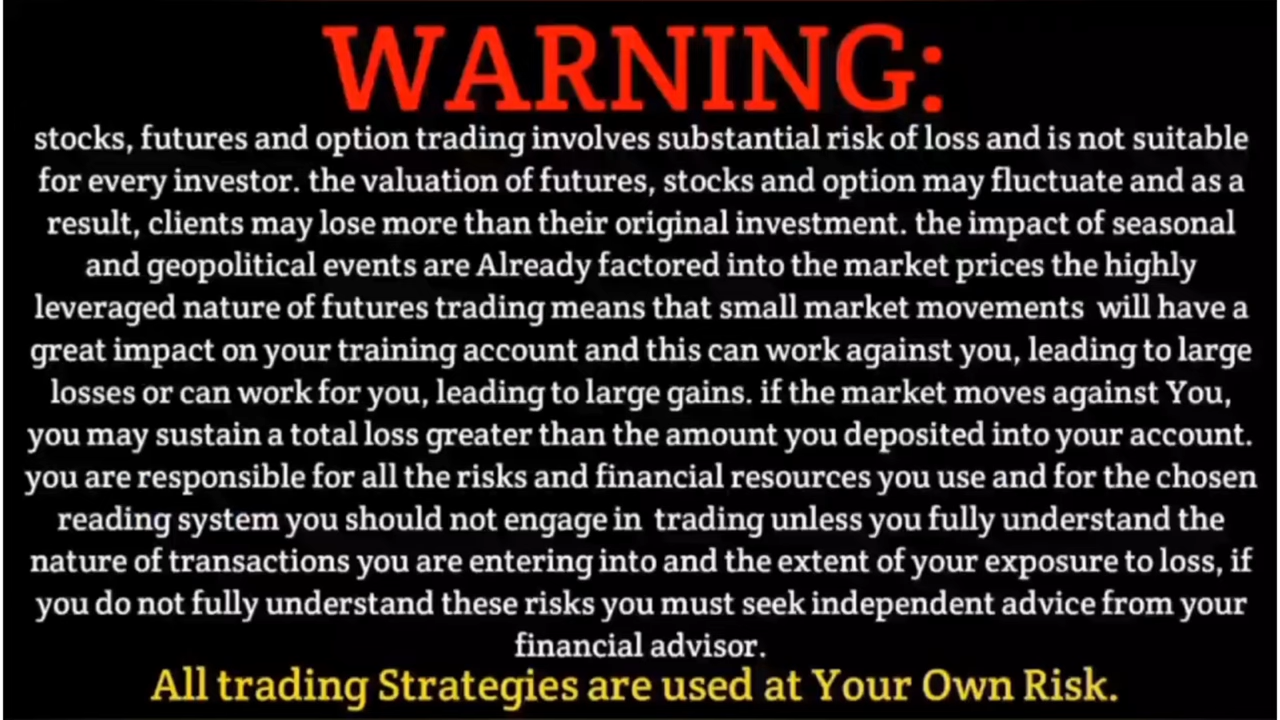 WARNING:
stocks, futures and option trading involves substantial risk of loss and is not suitable
for every investor. the valuation of futures, stocks and option may fluctuate and as a
result, clients may lose more than their original investment. the impact of seasonal
and geopolitical events are Already factored into the market prices the highly
leveraged nature of futures trading means that small market movements will have a
great impact on your training account and this can work against you, leading to large
losses or can work for you, leading to large gains. if the market moves against You,
you may sustain a total loss greater than the amount you deposited into your account.
you are responsible for all the risks and financial resources you use and for the chosen
reading system you should not engage in trading unless you fully understand the
nature of transactions you are entering into and the extent of your exposure to loss, if
you do not fully understand these risks you must seek independent advice from your
financial advisor.
All trading Strategies are used at Your Own Risk.